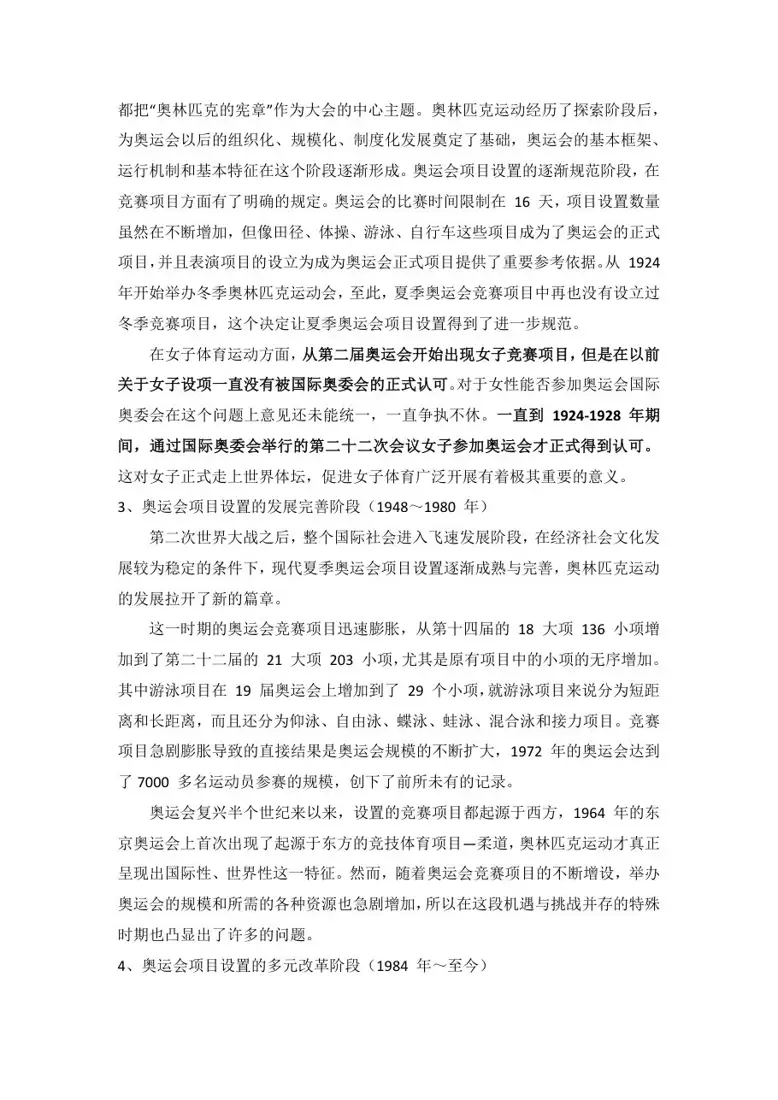 都把“奥林匹克的宪章”作为大会的中心主题。奥林匹克运动经历了探索阶段后，
为奥运会以后的组织化、规模化、制度化发展奠定了基础，奥运会的基本框架、
运行机制和基本特征在这个阶段逐渐形成。奥运会项目设置的逐渐规范阶段，在
竞赛项目方面有了明确的规定。奥运会的比赛时间限制在 16 天，项目设置数量
虽然在不断增加，但像田径、体操、游泳、自行车这些项目成为了奥运会的正式
项目，并且表演项目的设立为成为奥运会正式项目提供了重要参考依据。从 1924
年开始举办冬季奥林匹克运动会，至此，夏季奥运会竞赛项目中再也没有设立过
冬季竞赛项目，这个决定让夏季奥运会项目设置得到了进一步规范。
在女子体育运动方面，从第二届奥运会开始出现女子竞赛项目，但是在以前
关于女子设项一直没有被国际奥委会的正式认可。对于女性能否参加奥运会国际
奥委会在这个问题上意见还未能统一，一直争执不休。一直到 1924-1928 年期
间，通过国际奥委会举行的第二十二次会议女子参加奥运会才正式得到认可。
这对女子正式走上世界体坛，促进女子体育广泛开展有着极其重要的意义。
3、奥运会项目设置的发展完善阶段（1948～1980 年）
第二次世界大战之后，整个国际社会进入飞速发展阶段，在经济社会文化发
展较为稳定的条件下，现代夏季奥运会项目设置逐渐成熟与完善，奥林匹克运动
的发展拉开了新的篇章。
这一时期的奥运会竞赛项目迅速膨胀，从第十四届的 18 大项 136 小项增
加到了第二十二届的 21 大项 203 小项，尤其是原有项目中的小项的无序增加。
其中游泳项目在 19 届奥运会上增加到了 29 个小项，就游泳项目来说分为短距
离和长距离，而且还分为仰泳、自由泳、蝶泳、蛙泳、混合泳和接力项目。竞赛
项目急剧膨胀导致的直接结果是奥运会规模的不断扩大，1972 年的奥运会达到
了 7000 多名运动员参赛的规模，创下了前所未有的记录。
奥运会复兴半个世纪来以来，设置的竞赛项目都起源于西方，1964 年的东
京奥运会上首次出现了起源于东方的竞技体育项目—柔道，奥林匹克运动才真正
呈现出国际性、世界性这一特征。然而，随着奥运会竞赛项目的不断增设，举办
奥运会的规模和所需的各种资源也急剧增加，所以在这段机遇与挑战并存的特殊
时期也凸显出了许多的问题。
4、奥运会项目设置的多元改革阶段（1984 年～至今）